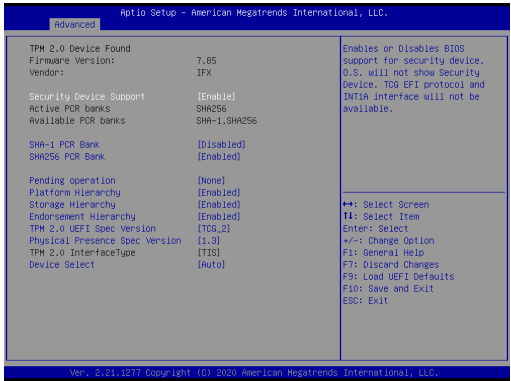 Aptio Setup - American Megatrends International, LLC.
Advanced
TPM 2.0 Device Found
Firmware Version: 7.85
Vendor: IFX
Security Device Support [Enable]
Active PCR banks SHA256
Available PCR banks SHA-1,SHA256
SHA-1 PCR Bank [Disabled]
SHA256 PCR Bank [Enabled]
Pending operation [None]
Platform Hierarchy [Enabled]
Storage Hierarchy [Enabled]
Endorsement Hierarchy [Enabled]
TPM 2.0 UEFI Spec Version [TCG_2]
Physical Presence Spec Version [1.3]
TPM 2.0 InterfaceType [TIS]
Device Select [Auto]
Enables or Disables BIOS
support for security device.
O.S. will not show Security
Device. TCG EFI protocol and
INT1A interface will not be
available.
↔: Select Screen
↑↓: Select Item
Enter: Select
+/-: Change Option
F1: General Help
F7: Discard Changes
F9: Load UEFI Defaults
F10: Save and Exit
ESC: Exit
Ver. 2.21.1277 Copyright (C) 2020 American Megatrends International, LLC.